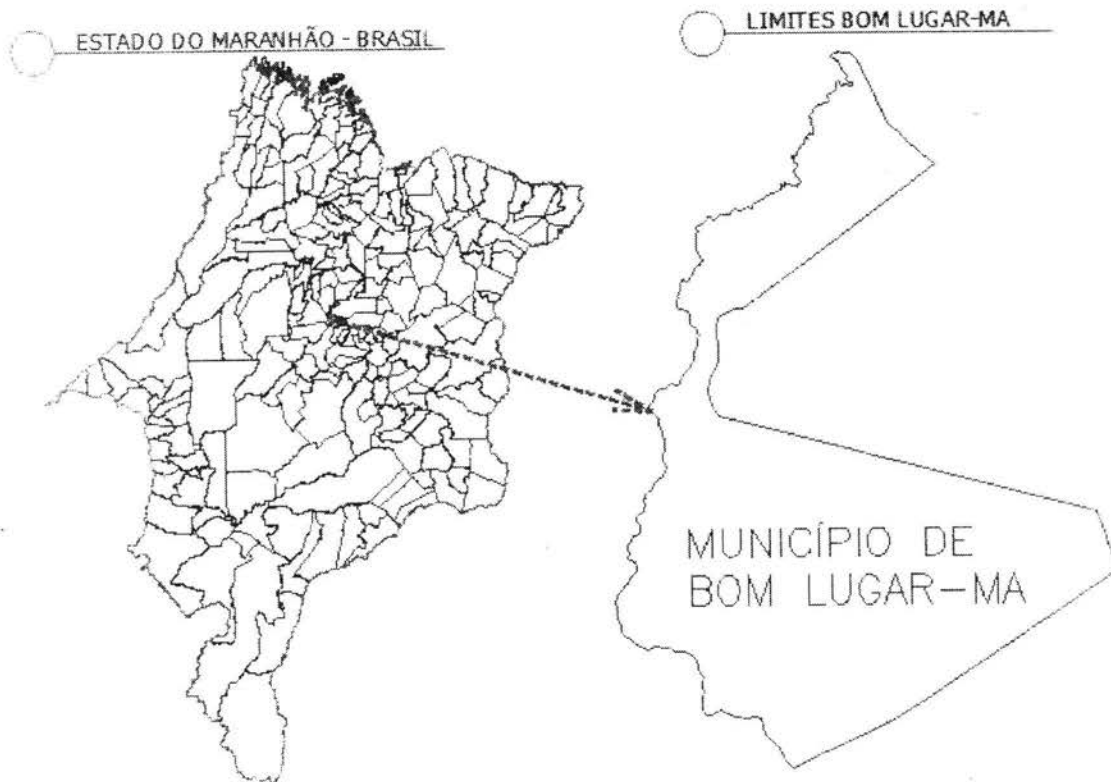 ESTADO DO MARANHÃO - BRASIL
LIMITES BOM LUGAR-MA
MUNICÍPIO DE
BOM LUGAR-MA